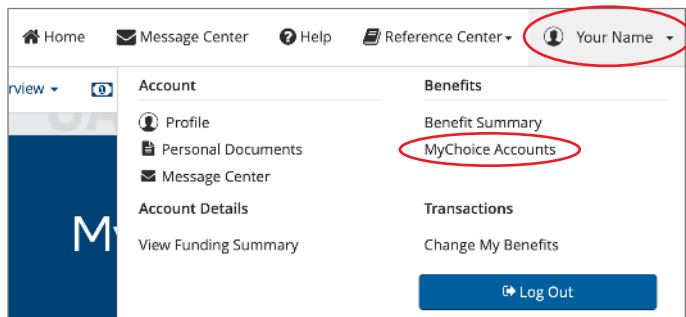 Home Message Center Help Reference Center Your Name
rview
Account
Profile
Personal Documents
Message Center
Account Details
View Funding Summary
Benefits
Benefit Summary
MyChoice Accounts
Transactions
Change My Benefits
Log Out
My